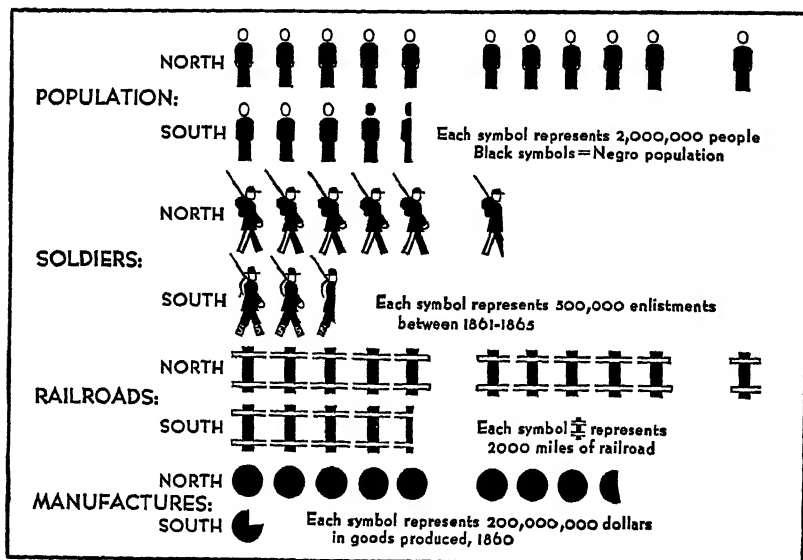 NORTH
POPULATION:
SOUTH
Each symbol represents 2,000,000 people
Black symbols=Negro population
NORTH
SOLDIERS:
SOUTH
Each symbol represents 500,000 enlistments
between 1861-1865
NORTH
RAILROADS:
SOUTH
Each symbol represents
2000 miles of railroad
NORTH
MANUFACTURES:
SOUTH
Each symbol represents 200,000,000 dollars
in goods produced, 1860